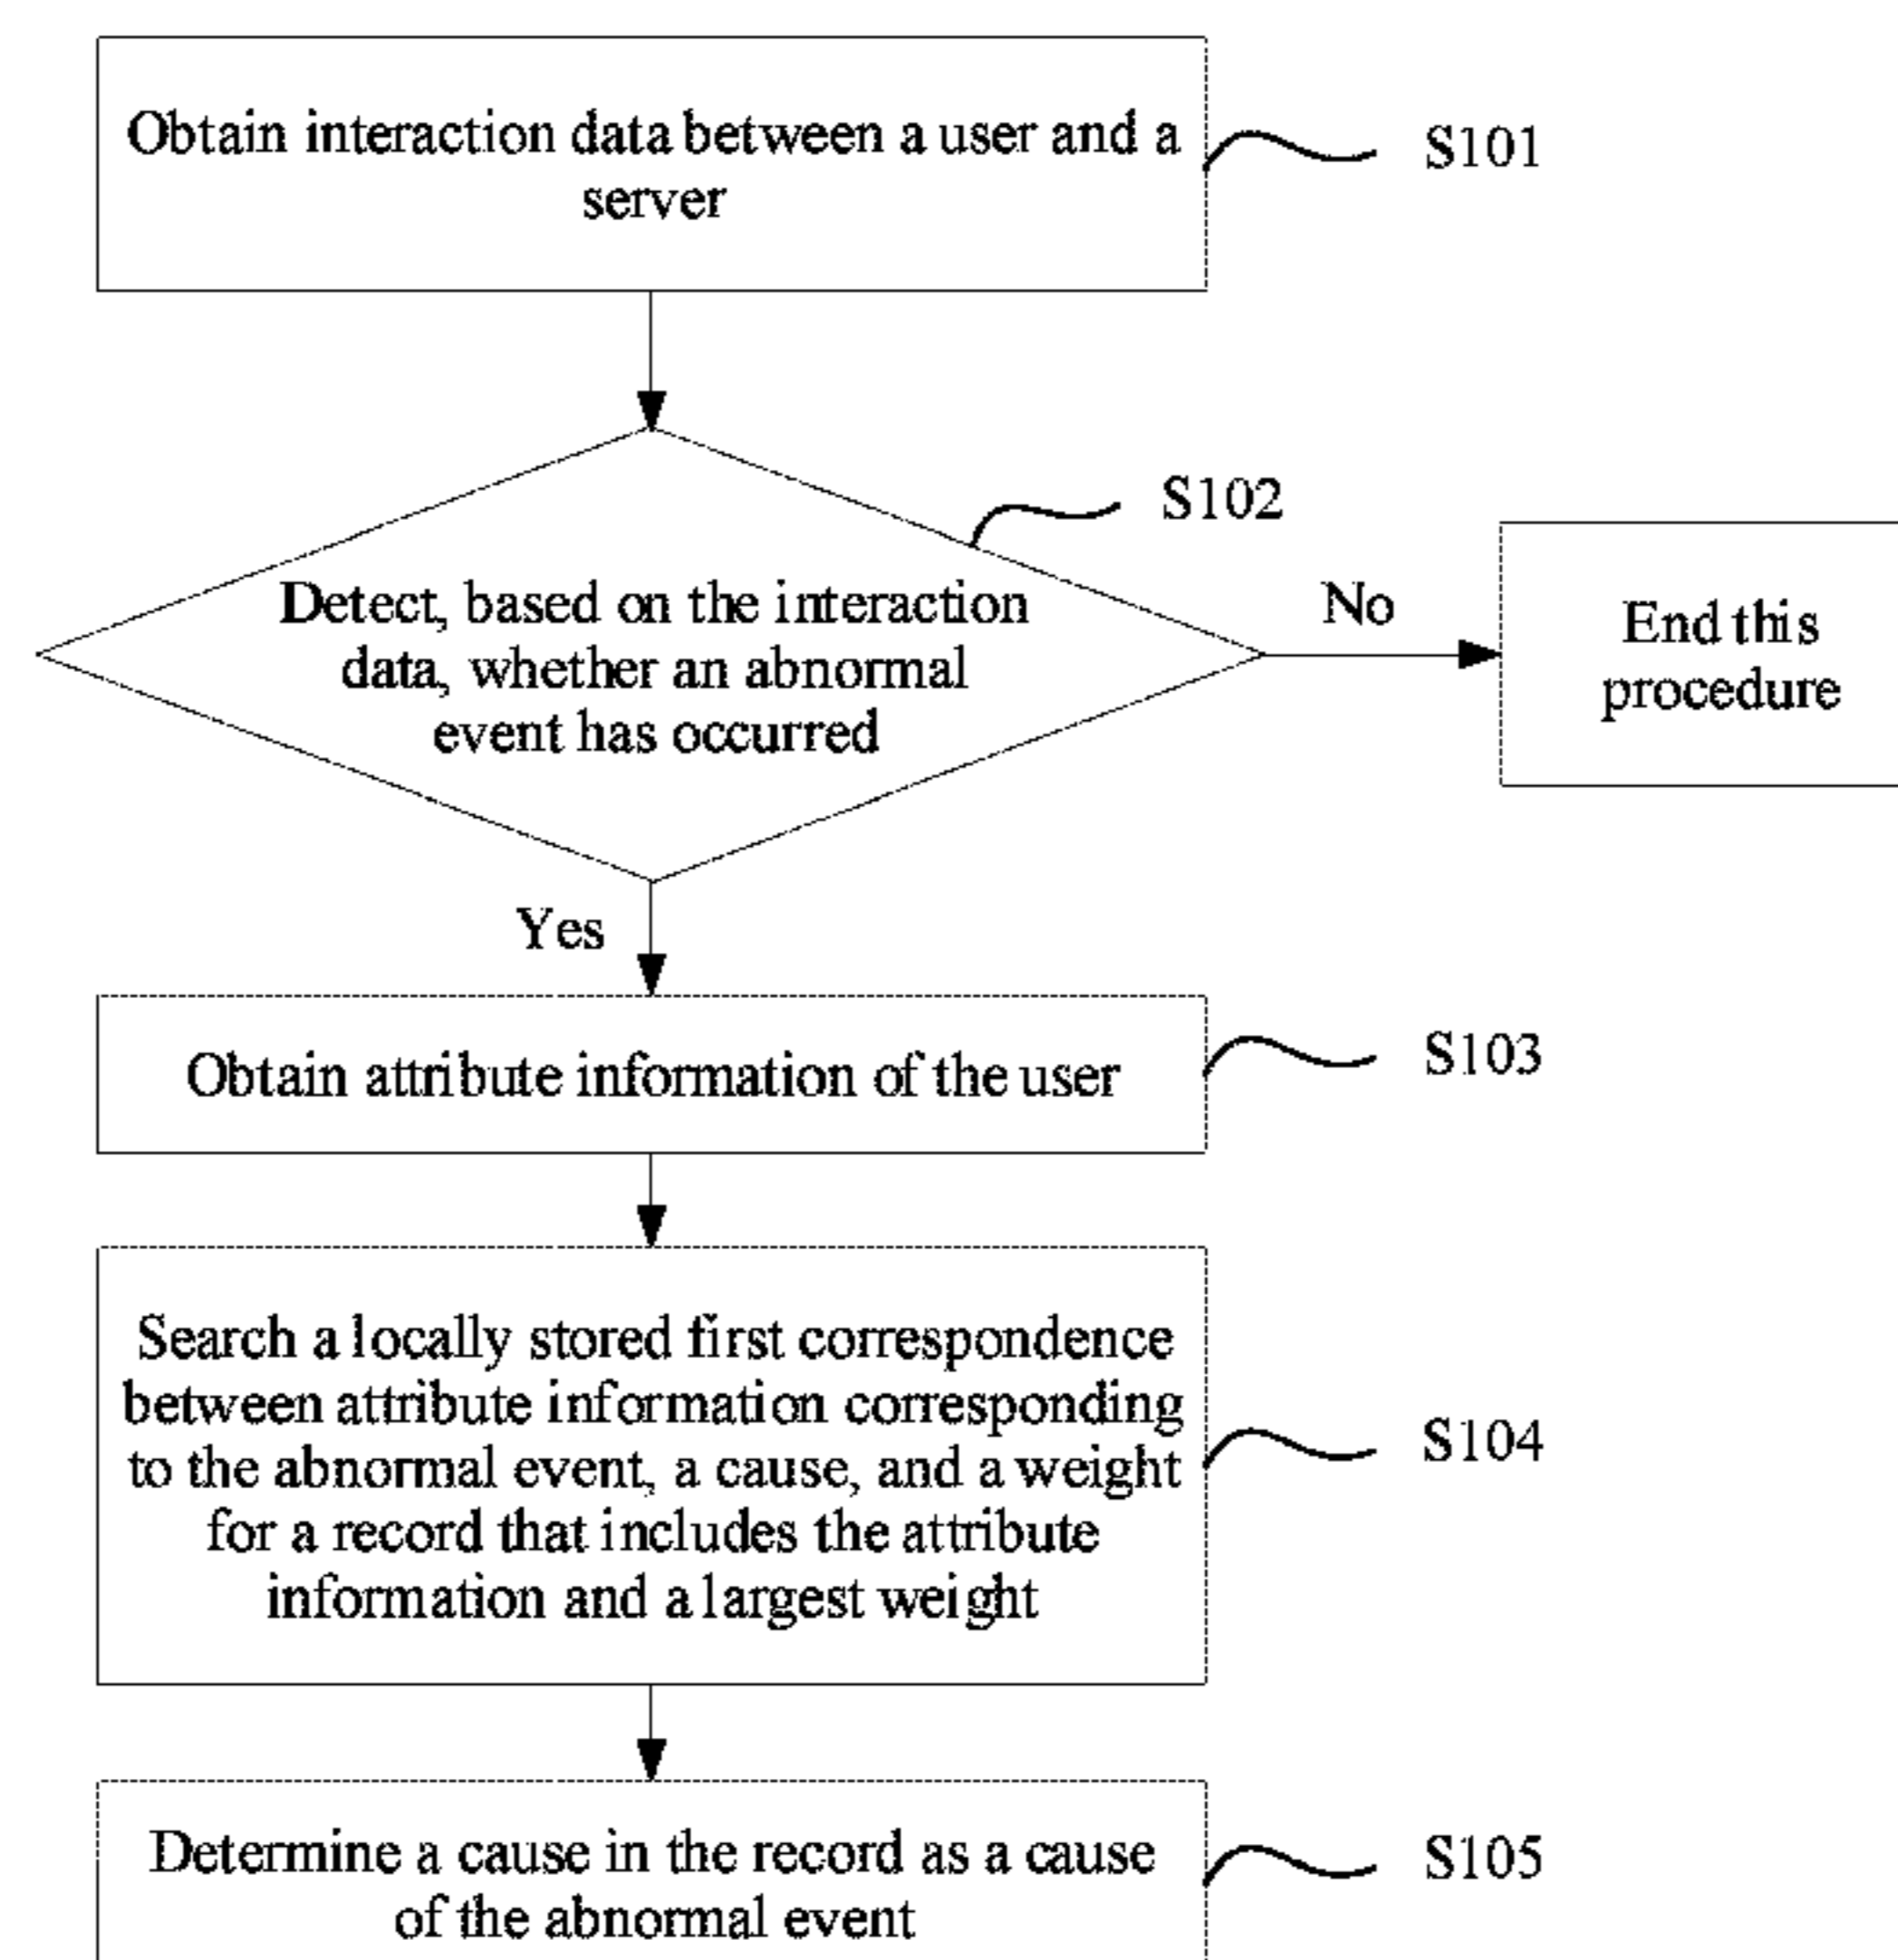 Obtain interaction data between a user and a
server
S101
S102
Detect, based on the interaction
data, whether an abnormal
event has occurred
No
End this
procedure
Yes
Obtain attribute information of the user
S103
Search a locally stored first correspondence
between attribute information corresponding
to the abnormal event, a cause, and a weight
for a record that includes the attribute
information and a largest weight
S104
Determine a cause in the record as a cause
of the abnormal event
S105